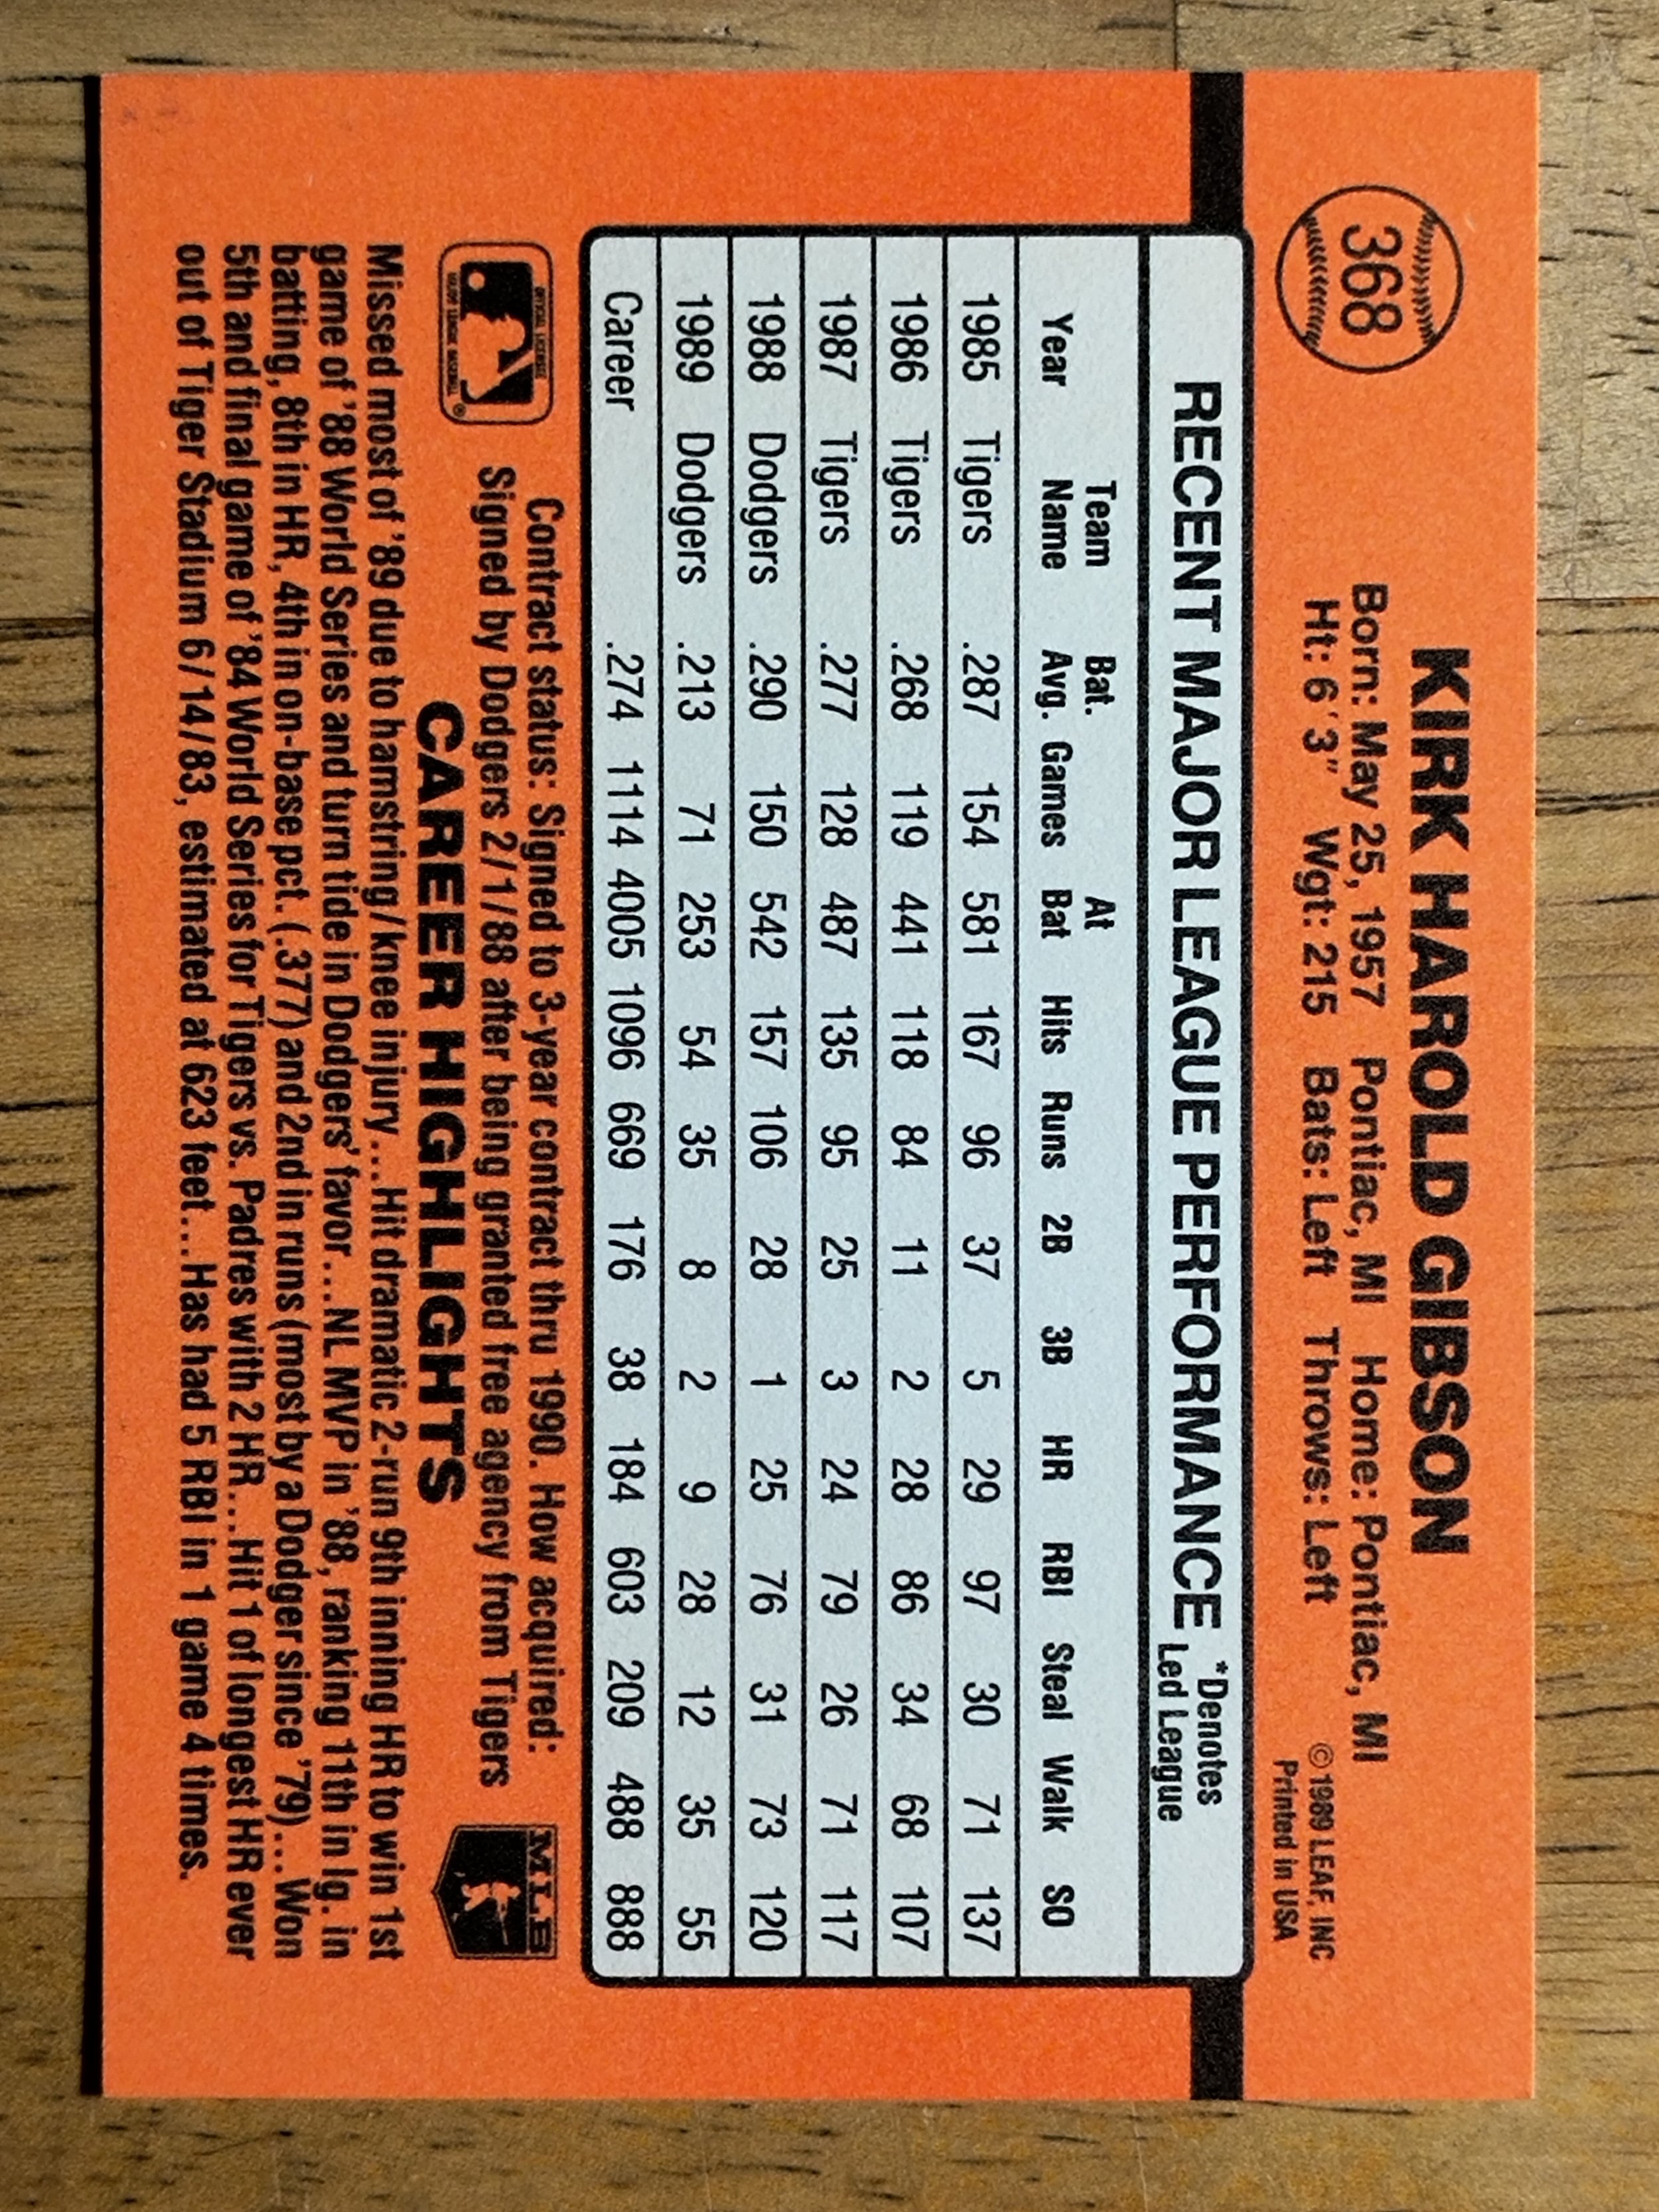 368
KIRK HAROLD GIBSON
Born: May 25, 1957 Pontiac, MI Home: Pontiac, MI
Ht: 6'3" Wgt: 215 Bats: Left Throws: Left
© 1989 LEAF, INC
Printed in USA
RECENT MAJOR LEAGUE PERFORMANCE *Denotes Led League
Year Team Name Bat. Avg. Games At Bat Hits Runs 2B 3B HR RBI Steal Walk SO
1985 Tigers .287 154 581 167 96 37 5 29 97 30 71 137
1986 Tigers .268 119 441 118 84 11 2 28 86 34 68 107
1987 Tigers .277 128 487 135 95 25 3 24 79 26 71 117
1988 Dodgers .290 150 542 157 106 28 1 25 76 31 73 120
1989 Dodgers .213 71 253 54 35 8 2 9 28 12 35 55
Career .274 1114 4005 1096 669 176 38 184 603 209 488 888
OFFICIAL LICENSEE
MAJOR LEAGUE BASEBALL ®
Contract status: Signed to 3-year contract thru 1990. How acquired:
Signed by Dodgers 2/1/88 after being granted free agency from Tigers
MLB
CAREER HIGHLIGHTS
Missed most of '89 due to hamstring/knee injury...Hit dramatic 2-run 9th inning HR to win 1st
game of '88 World Series and turn tide in Dodgers' favor...NL MVP in '88, ranking 11th in lg. in
batting, 8th in HR, 4th in on-base pct. (.377) and 2nd in runs (most by a Dodger since '79)...Won
5th and final game of '84 World Series for Tigers vs. Padres with 2 HR...Hit 1 of longest HR ever
out of Tiger Stadium 6/14/83, estimated at 623 feet...Has had 5 RBI in 1 game 4 times.